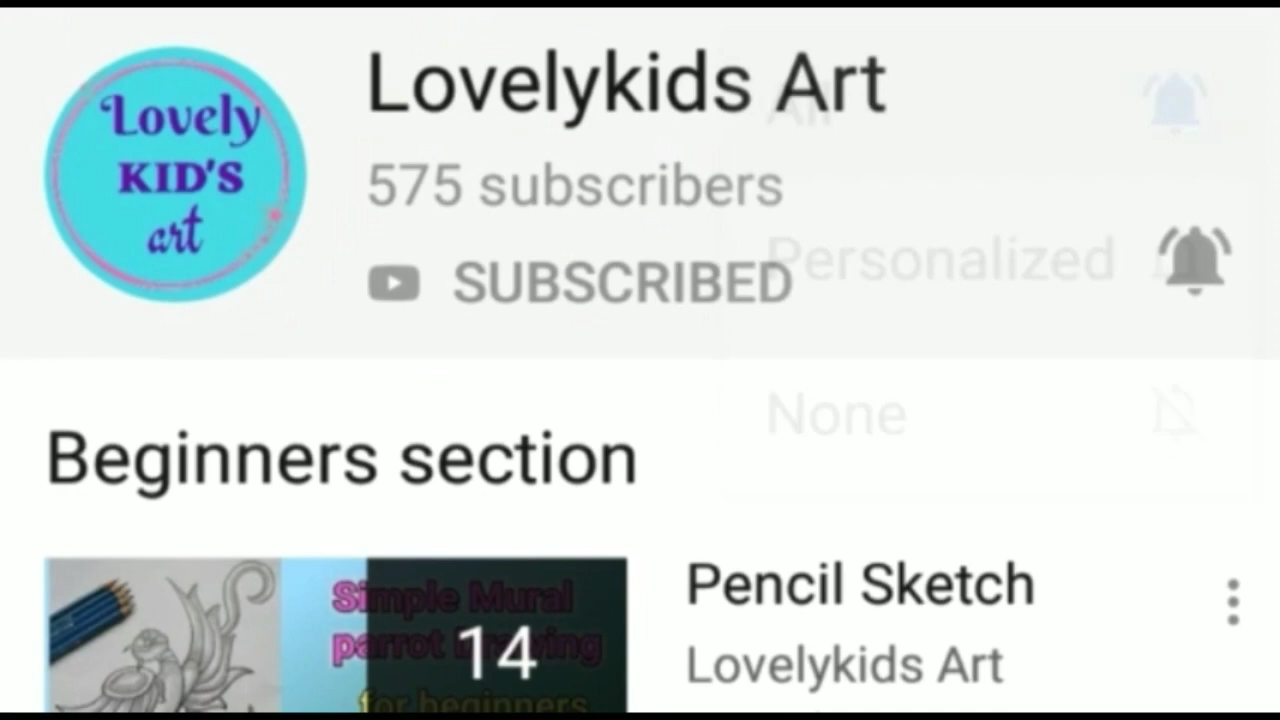 Lovely
KID'S
art
Lovelykids Art
575 subscribers
SUBSCRIBED
All
Personalized
None
Beginners section
Simple Mural
parrot Drawing
for beginners
14
Pencil Sketch
Lovelykids Art